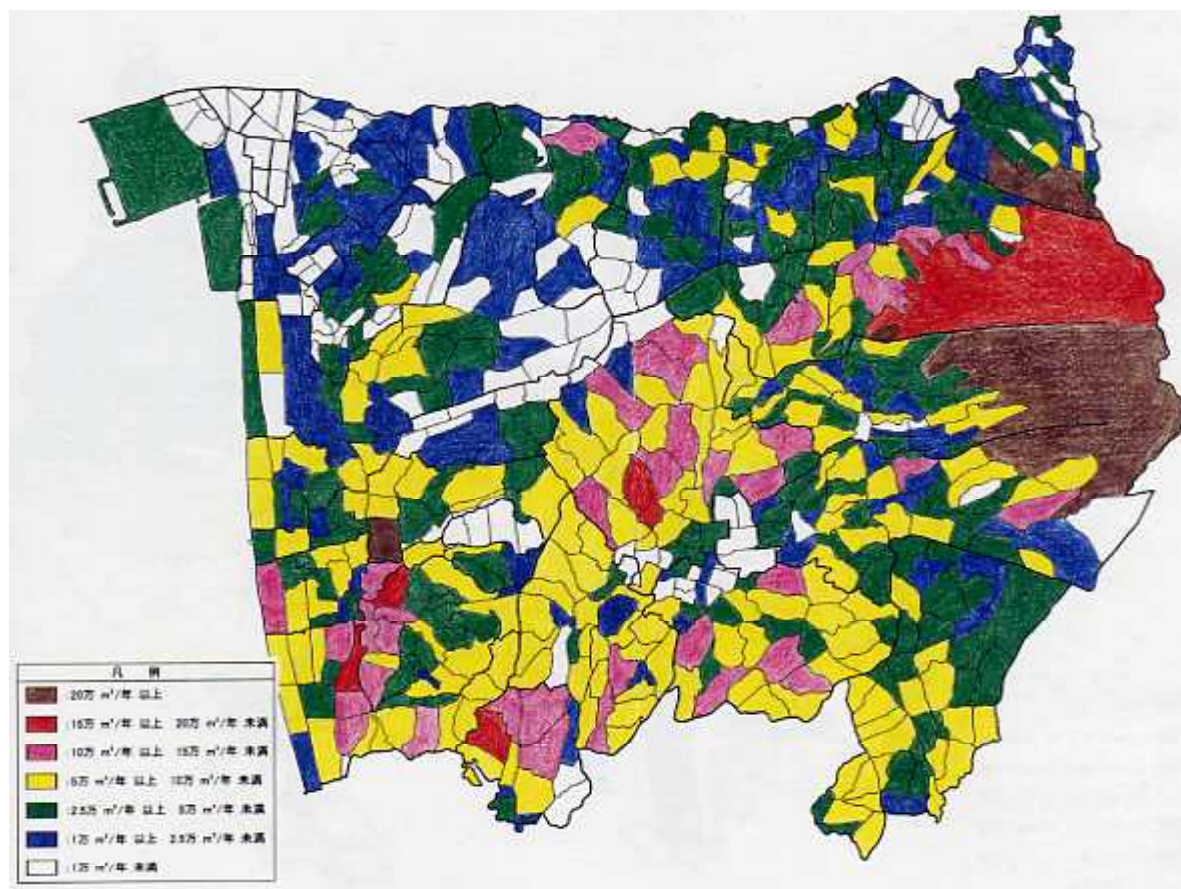 凡 例
:20万 m³/年 以上
:15万 m³/年 以上 20万 m³/年 未満
:10万 m³/年 以上 15万 m³/年 未満
:5万 m³/年 以上 10万 m³/年 未満
:2.5万 m³/年 以上 5万 m³/年 未満
:1万 m³/年 以上 2.5万 m³/年 未満
:1万 m³/年 未満